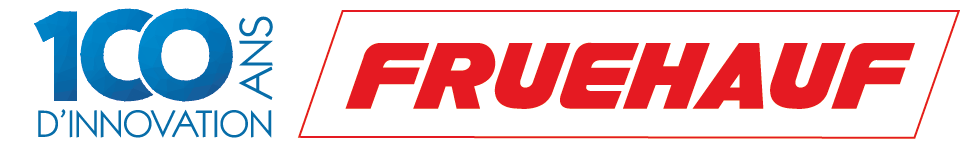 100 ANS
D'INNOVATION
FRUEHAUF